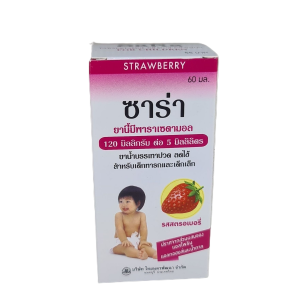 STRAWBERRY
60 มล.
ซาร่า
ยานี้มีพาราเซตามอล
120 มิลลิกรัม ต่อ 5 มิลลิลิตร
ยาน้ำบรรเทาปวด ลดไข้
สำหรับเด็กทารกและเด็กเล็ก
รสสตรอเบอรี่